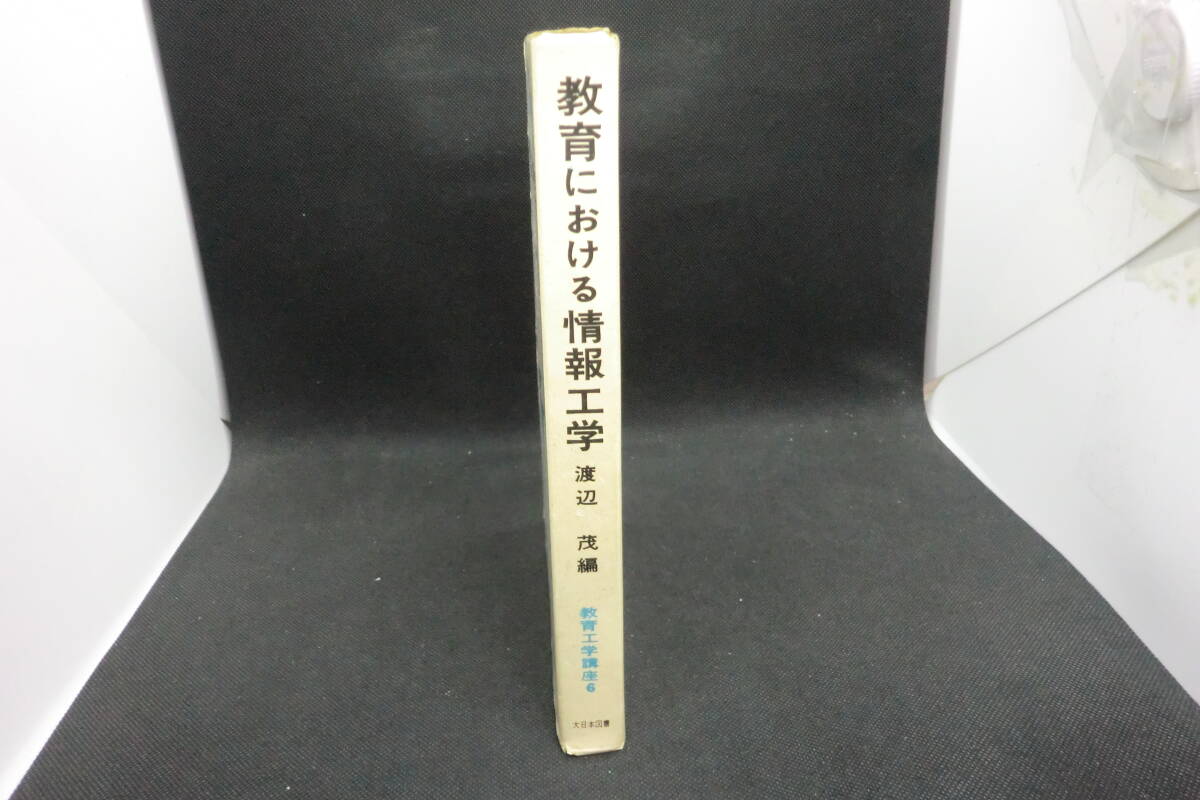 教育における情報工学
渡辺 茂編
教育工学講座6
大日本図書